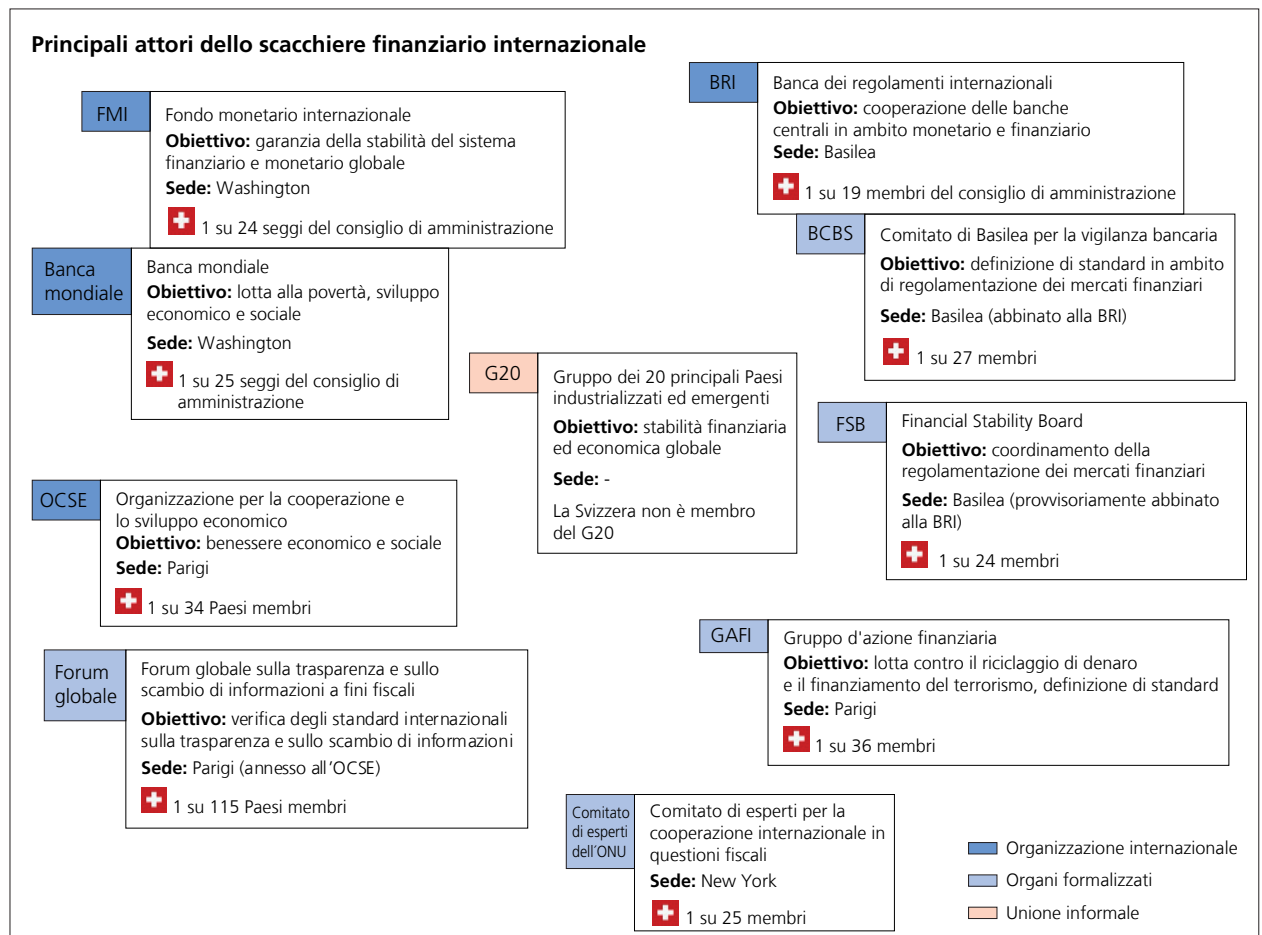 Principali attori dello scacchiere finanziario internazionale
FMI
Fondo monetario internazionale
Obiettivo: garanzia della stabilità del sistema
finanziario e monetario globale
Sede: Washington
1 su 24 seggi del consiglio di amministrazione
BRI
Banca dei regolamenti internazionali
Obiettivo: cooperazione delle banche
centrali in ambito monetario e finanziario
Sede: Basilea
1 su 19 membri del consiglio di amministrazione
Banca
mondiale
Banca mondiale
Obiettivo: lotta alla povertà, sviluppo
economico e sociale
Sede: Washington
1 su 25 seggi del consiglio di
amministrazione
BCBS
Comitato di Basilea per la vigilanza bancaria
Obiettivo: definizione di standard in ambito
di regolamentazione dei mercati finanziari
Sede: Basilea (abbinato alla BRI)
1 su 27 membri
G20
Gruppo dei 20 principali Paesi
industrializzati ed emergenti
Obiettivo: stabilità finanziaria
ed economica globale
Sede: -
La Svizzera non è membro
del G20
FSB
Financial Stability Board
Obiettivo: coordinamento della
regolamentazione dei mercati finanziari
Sede: Basilea (provvisoriamente abbinato
alla BRI)
1 su 24 membri
OCSE
Organizzazione per la cooperazione e
lo sviluppo economico
Obiettivo: benessere economico e sociale
Sede: Parigi
1 su 34 Paesi membri
GAFI
Gruppo d'azione finanziaria
Obiettivo: lotta contro il riciclaggio di denaro
e il finanziamento del terrorismo, definizione di standard
Sede: Parigi
1 su 36 membri
Forum
globale
Forum globale sulla trasparenza e sullo
scambio di informazioni a fini fiscali
Obiettivo: verifica degli standard internazionali
sulla trasparenza e sullo scambio di informazioni
Sede: Parigi (annesso all'OCSE)
1 su 115 Paesi membri
Comitato
di esperti
dell´ONU
Comitato di esperti per la
cooperazione internazionale in
questioni fiscali
Sede: New York
1 su 25 membri
Organizzazione internazionale
Organi formalizzati
Unione informale